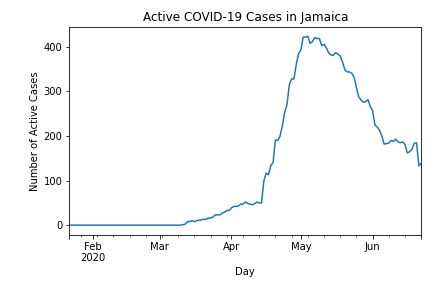 Active COVID-19 Cases in Jamaica
400
300
200
100
0
Number of Active Cases
Feb Mar Apr May Jun
2020
Day